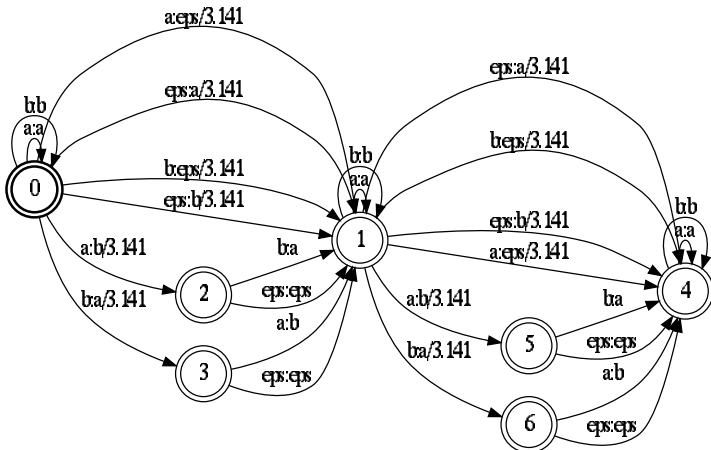 a:eps/3.141
eps:a/3.141
eps:a/3.141
b:b
a:a
b:eps/3.141
b:b
a:a
0
b:eps/3.141
eps:b/3.141
b:b
a:a
1
eps:b/3.141
a:eps/3.141
a:b/3.141
b:a
4
b:a/3.141
2
eps:eps
a:b/3.141
b:a
a:b
5
eps:eps
b:a/3.141
3
eps:eps
a:b
6
eps:eps